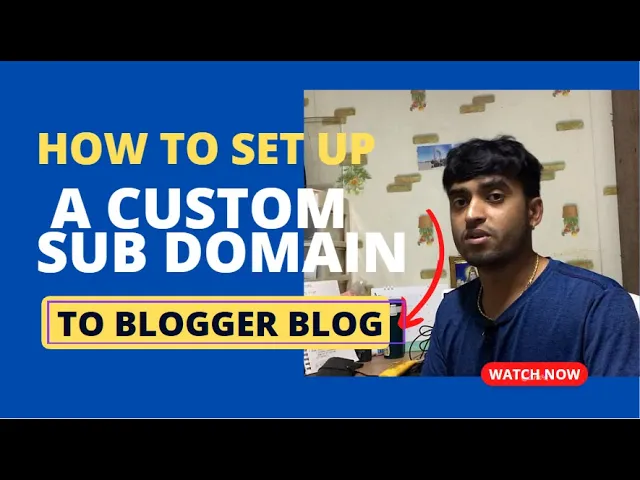 HOW TO SET UP
A CUSTOM
SUB DOMAIN
TO BLOGGER BLOG
WATCH NOW